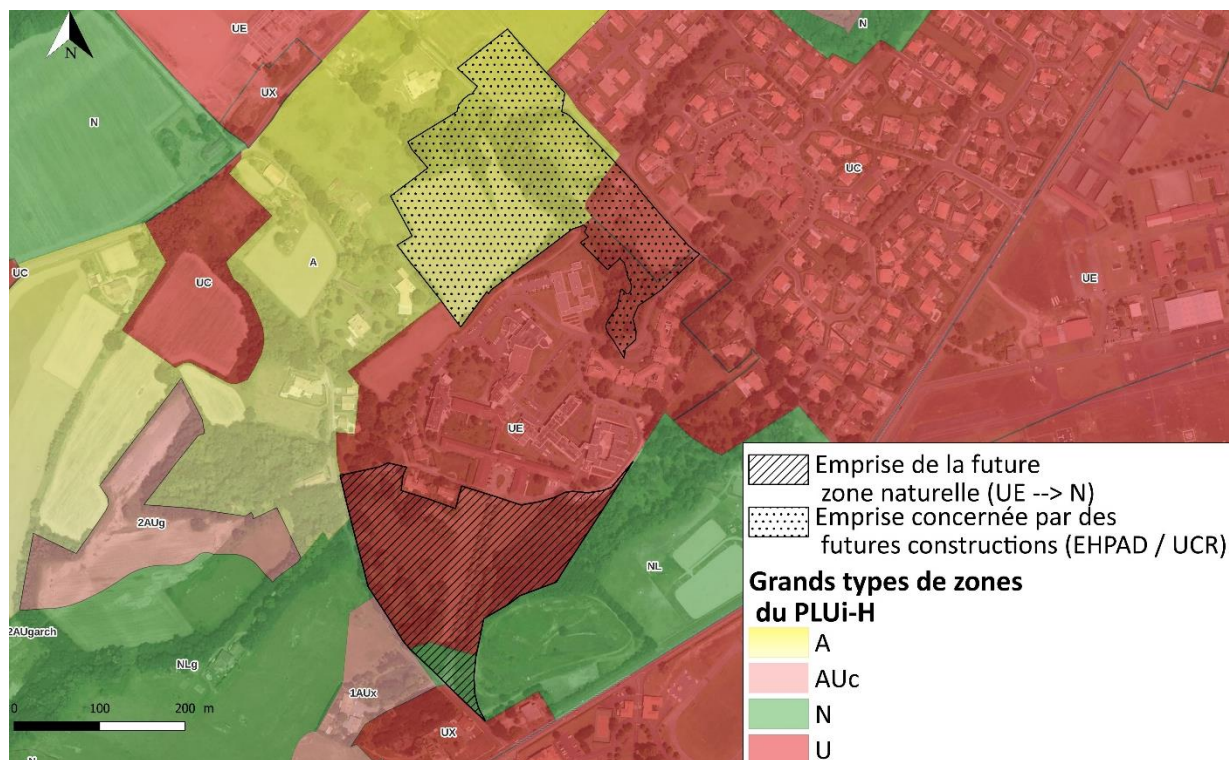 N
UE
N
UX
N
UC
UC
A
UC
UE
UE
2AUg
NL
2AUgarch
NLg
1AUx
UX
N
0 100 200 m
Emprise de la future
zone naturelle (UE --> N)
Emprise concernée par des
futures constructions (EHPAD / UCR)
Grands types de zones
du PLUi-H
A
AUc
N
U